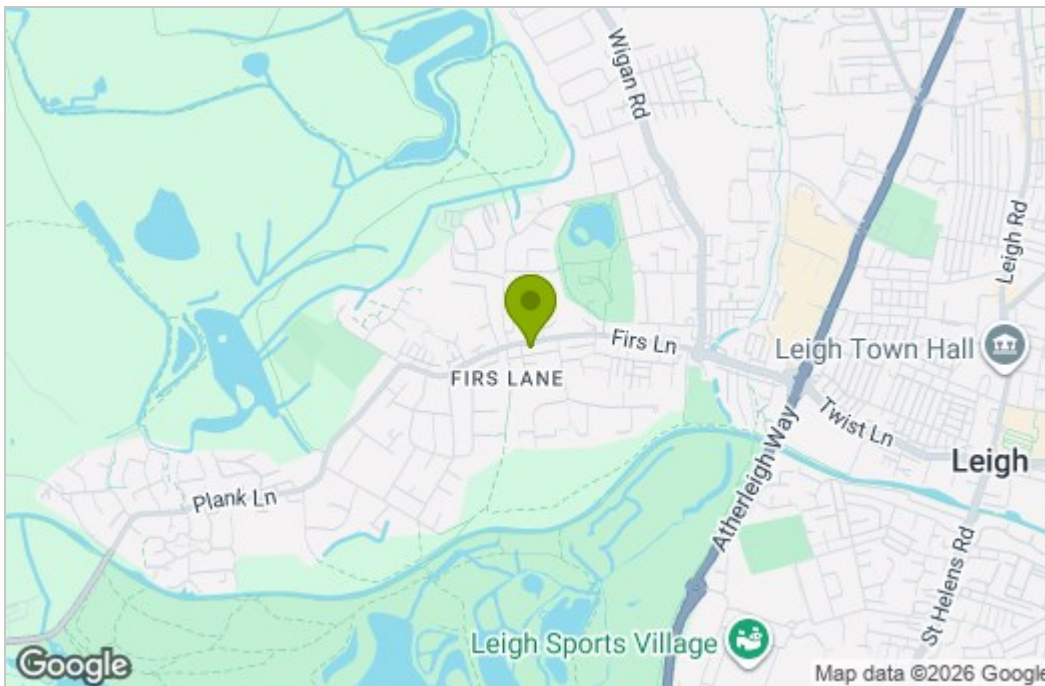 Wigan Rd
Leigh Rd
Firs Ln
Leigh Town Hall
FIRS LANE
Twist Ln
Atherleigh Way
Leigh
Plank Ln
St Helens Rd
Leigh Sports Village
Google
Map data ©2026 Google